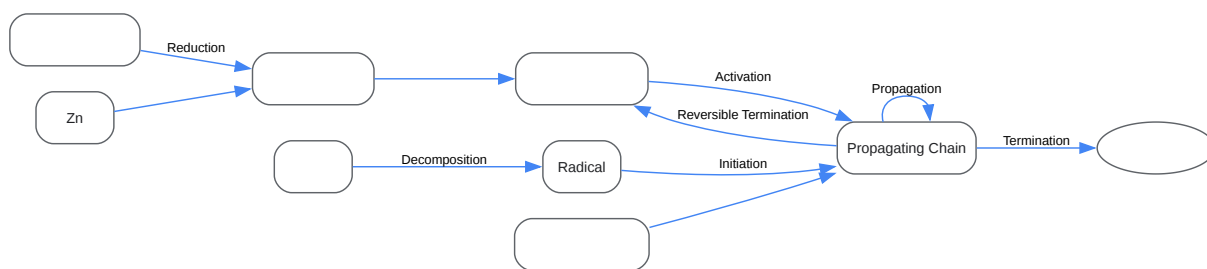 Reduction
Zn
Activation
Propagation
Reversible Termination
Propagating Chain
Termination
Decomposition
Radical
Initiation